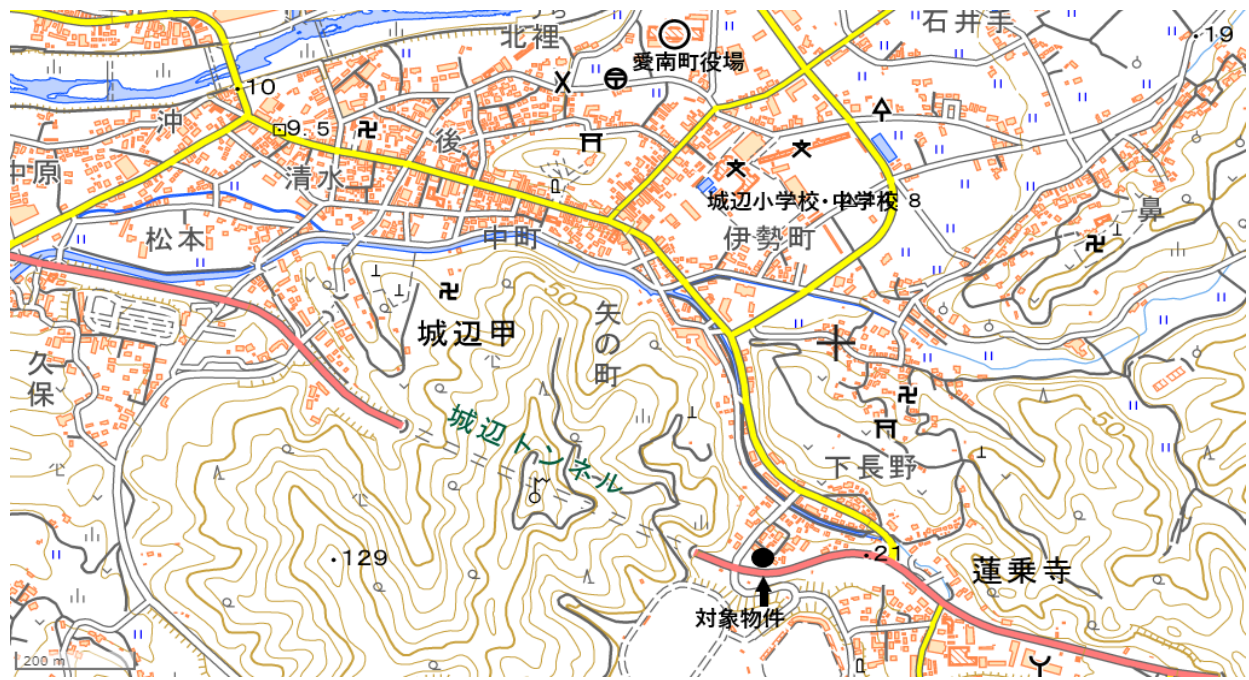 北裡
石井手
・19
愛南町役場
・10
沖
9.5
後
中原
清水
城辺小学校・中学校
8
鼻
松本
中町
伊勢町
50
矢の町
城辺甲
久保
城辺トンネル
50
下長野
・129
・21
蓮乗寺
対象物件
200 m